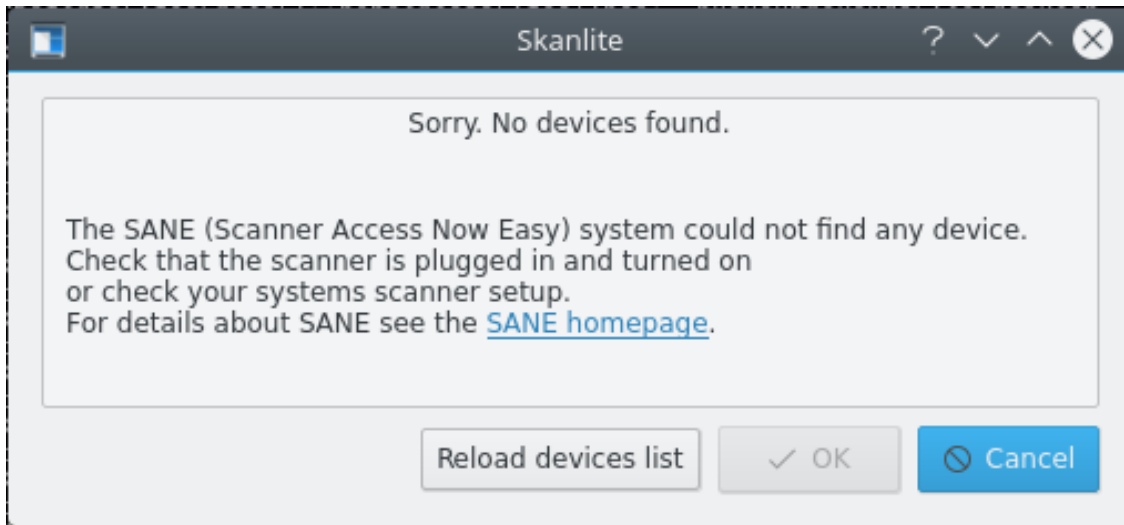 Skanlite
Sorry. No devices found.
The SANE (Scanner Access Now Easy) system could not find any device.
Check that the scanner is plugged in and turned on
or check your systems scanner setup.
For details about SANE see the SANE homepage.
Reload devices list
OK
Cancel